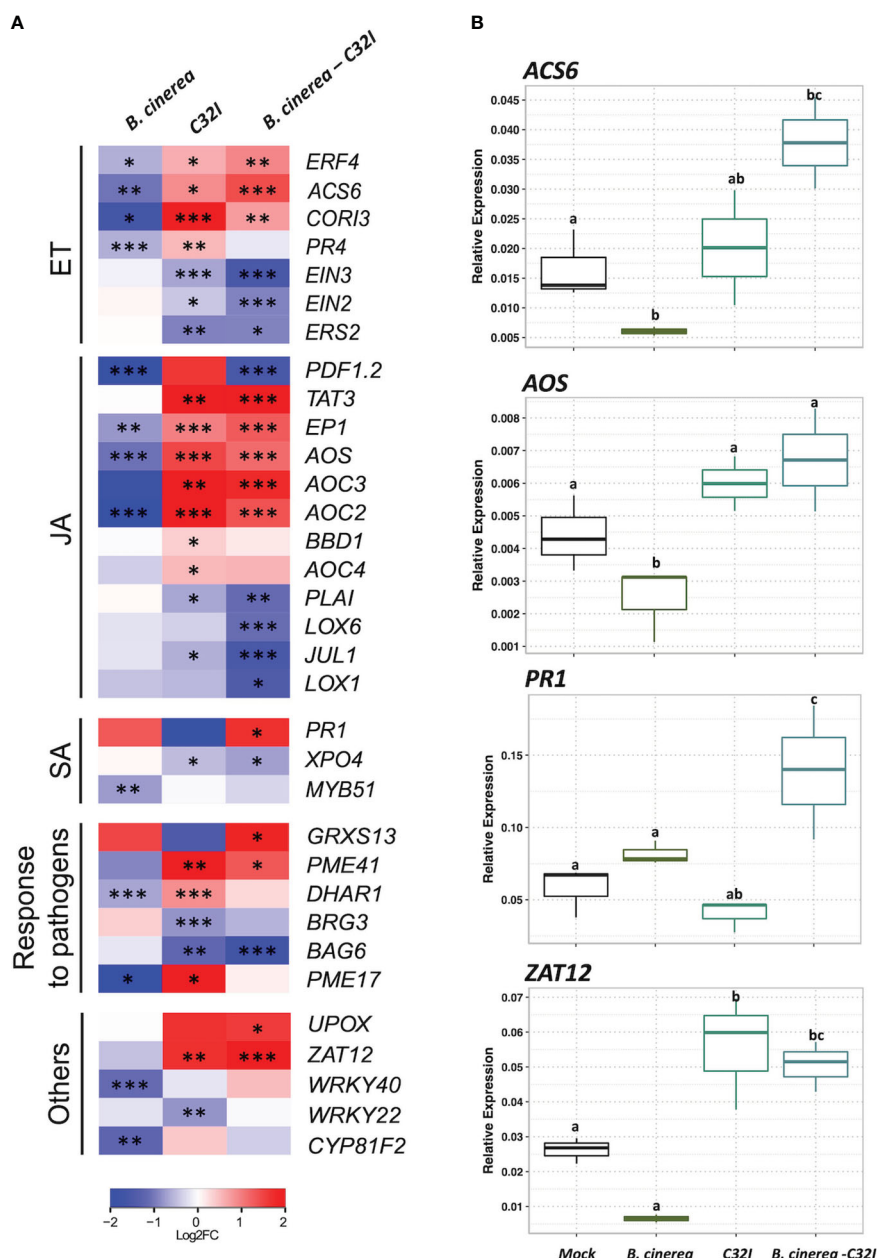 A
B. cinerea
C32I
B. cinerea – C32I
ET
* * ** ERF4
** * *** ACS6
* *** ** CORI3
*** ** PR4
*** *** EIN3
* *** EIN2
** * ERS2
JA
*** *** PDF1.2
** *** TAT3
** *** *** EP1
*** *** *** AOS
** *** AOC3
*** *** *** AOC2
* BBD1
* AOC4
* ** PLAI
*** LOX6
* *** JUL1
* LOX1
SA
* PR1
* * XPO4
** MYB51
Response
to pathogens
* GRXS13
** * PME41
*** *** DHAR1
*** BRG3
** *** BAG6
* * PME17
Others
* UPOX
** *** ZAT12
*** WRKY40
** WRKY22
** CYP81F2
−2 −1 0 1 2
Log2FC
B
ACS6
Relative Expression
0.045
0.040
0.035
0.030
0.025
0.020
0.015
0.010
0.005
a
b
ab
bc
AOS
Relative Expression
0.008
0.007
0.006
0.005
0.004
0.003
0.002
0.001
a
b
a
a
PR1
Relative Expression
0.15
0.10
0.05
a
a
ab
c
ZAT12
Relative Expression
0.07
0.06
0.05
0.04
0.03
0.02
0.01
a
a
b
bc
Mock B. cinerea C32I B. cinerea -C32I